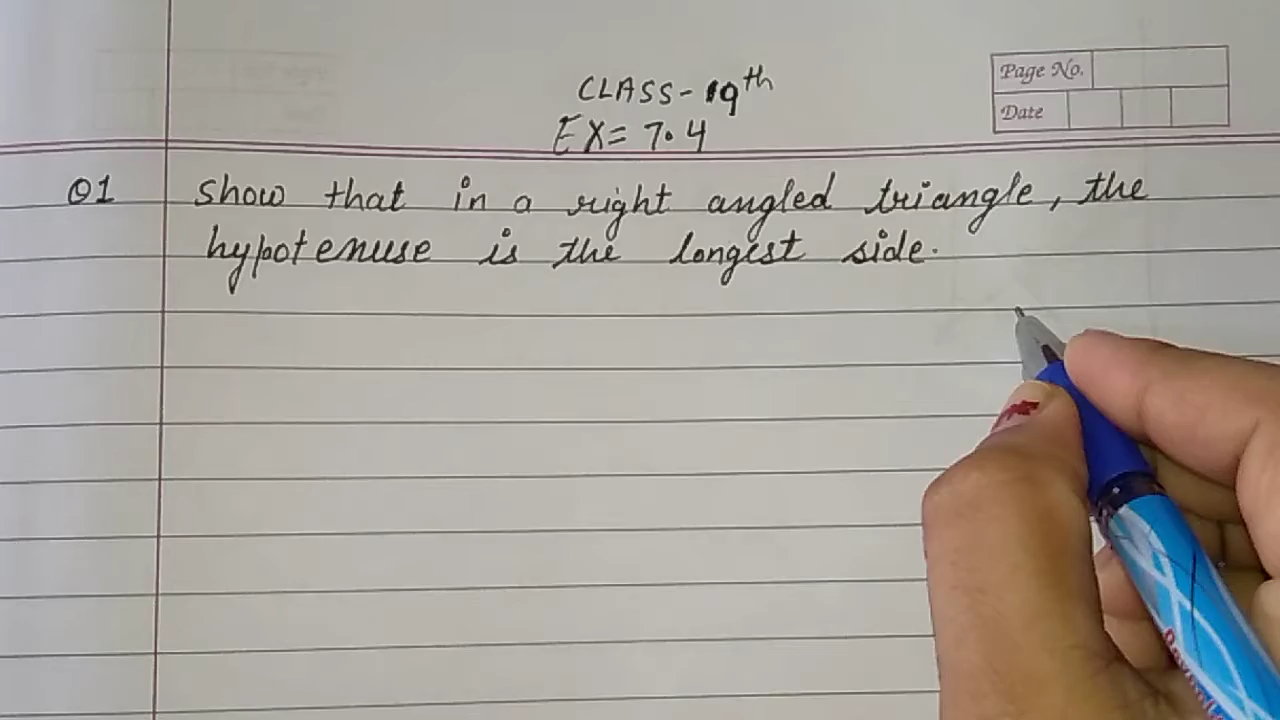 CLASS - 9th
Page No.
EX = 7.4
Date
Q1 Show that in a right angled triangle, the
hypotenuse is the longest side.